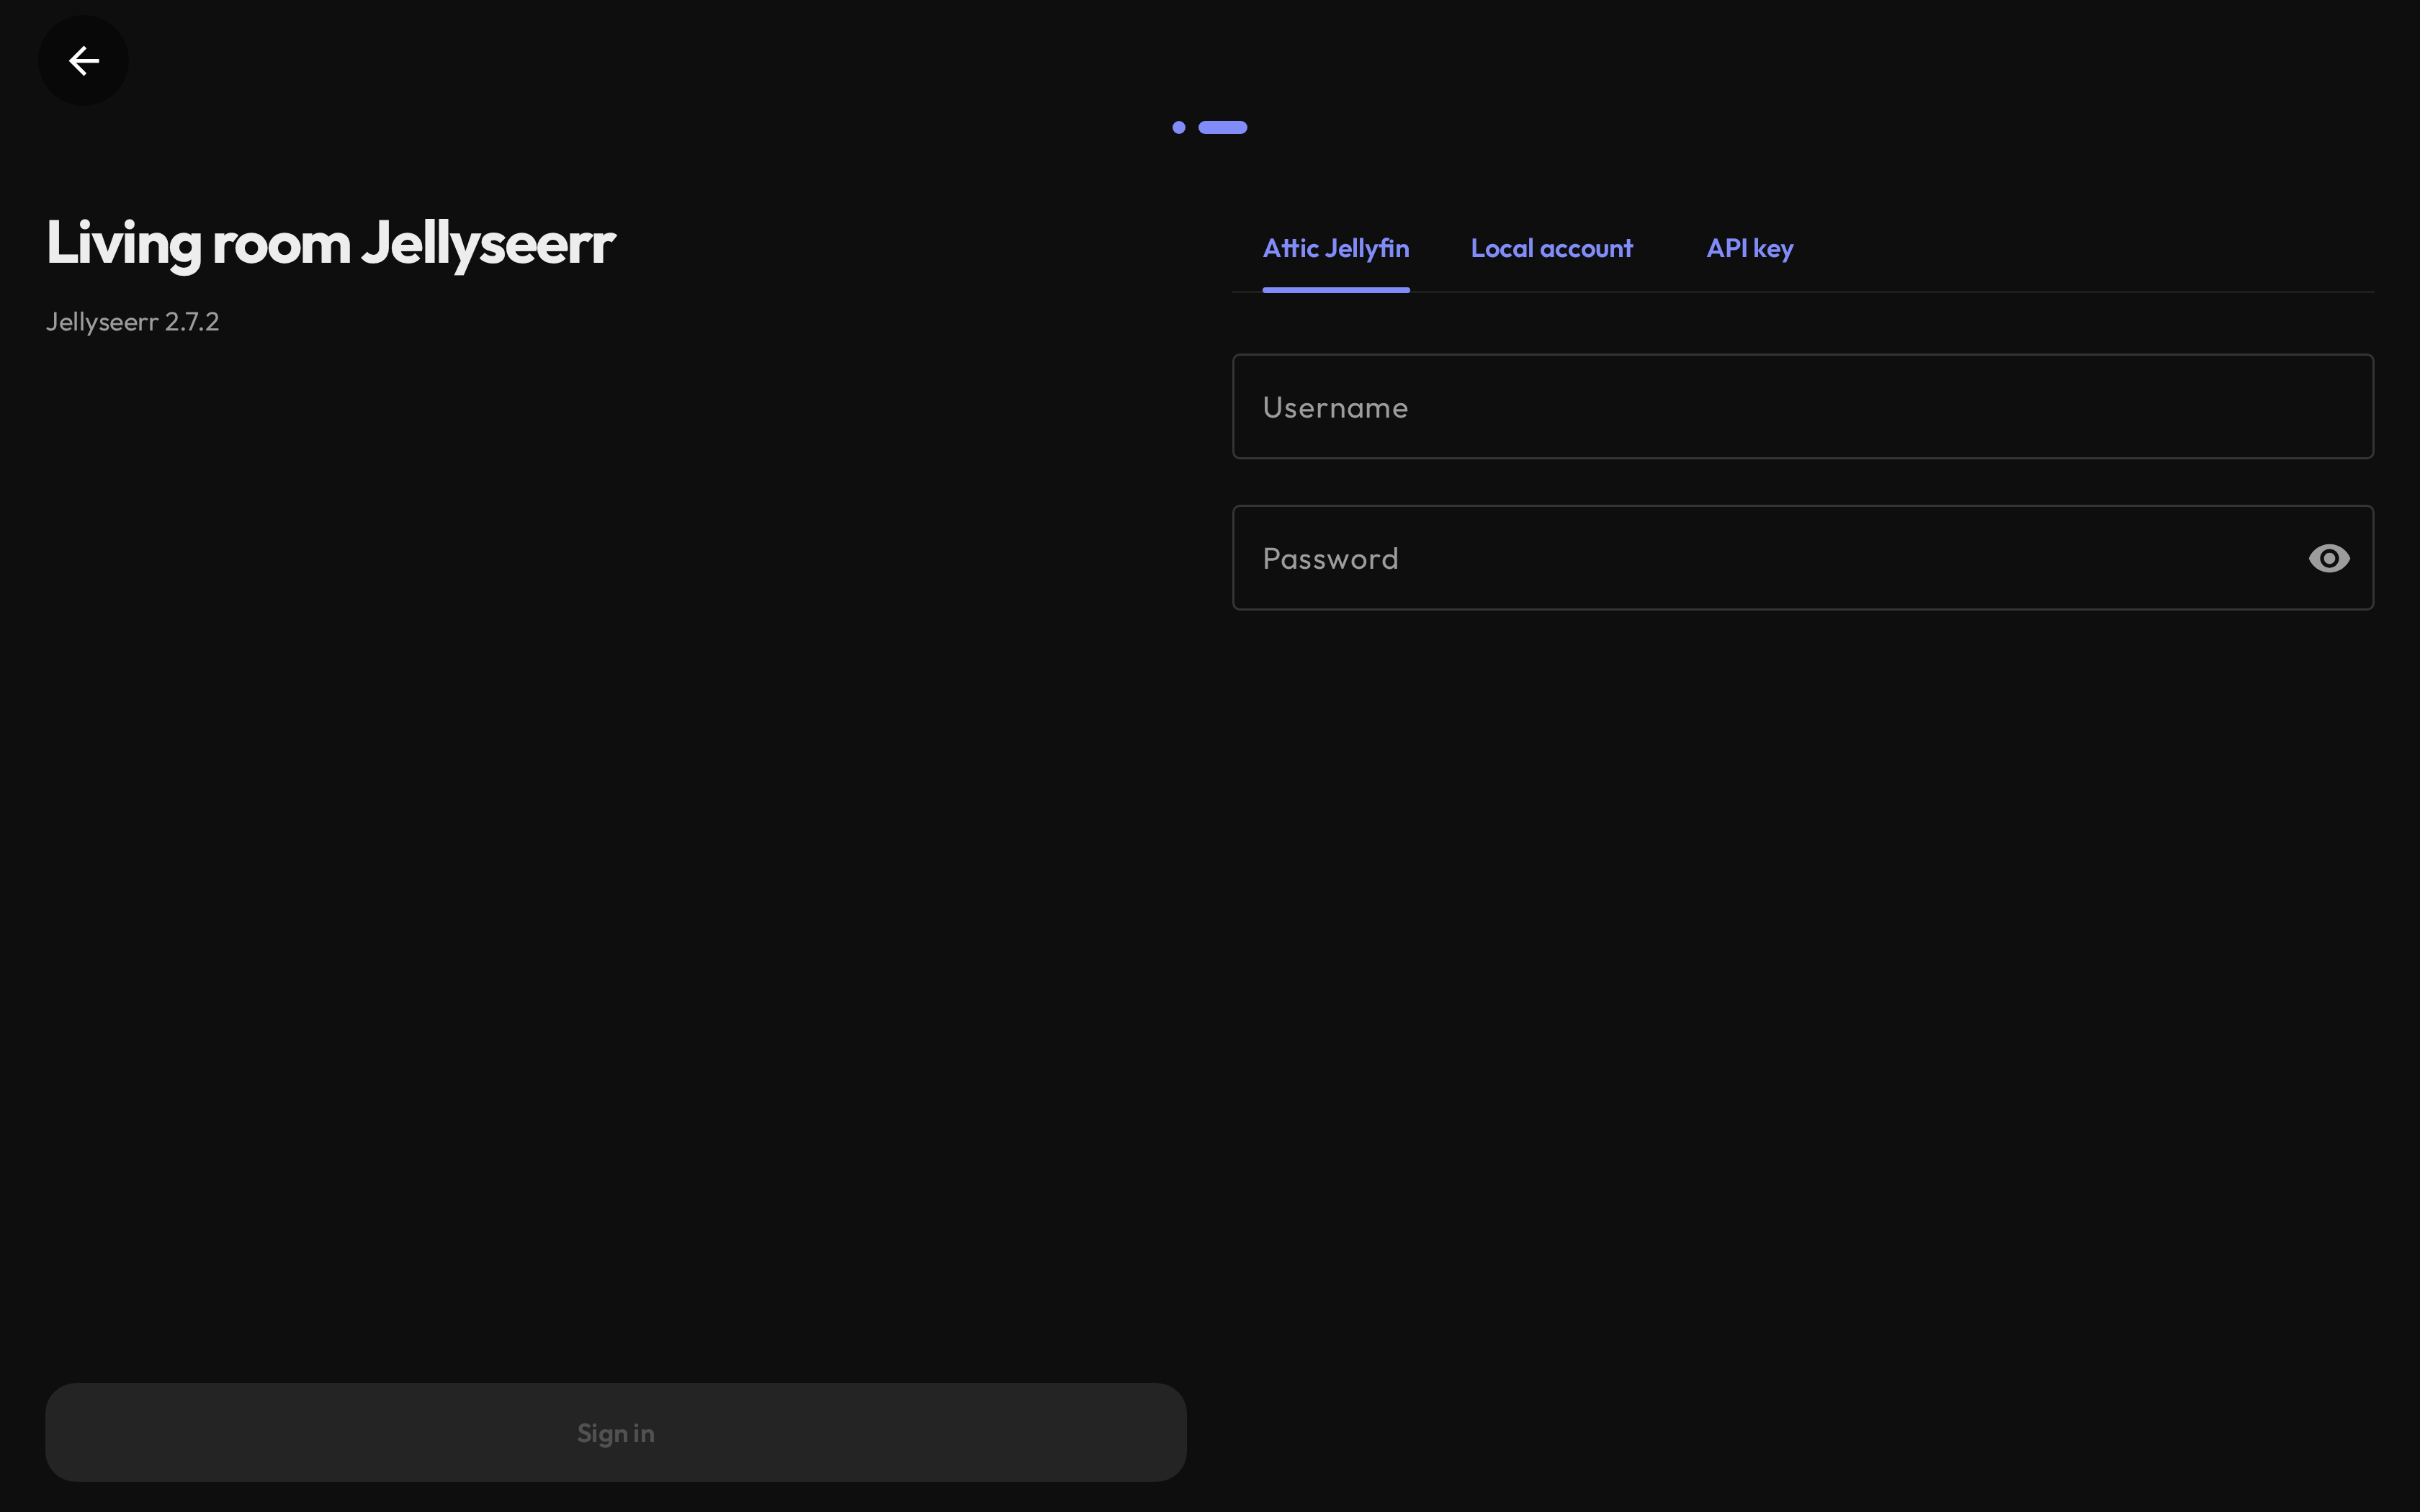 Living room Jellyseerr
Jellyseerr 2.7.2
Attic Jellyfin
Local account
API key
Username
Password
Sign in